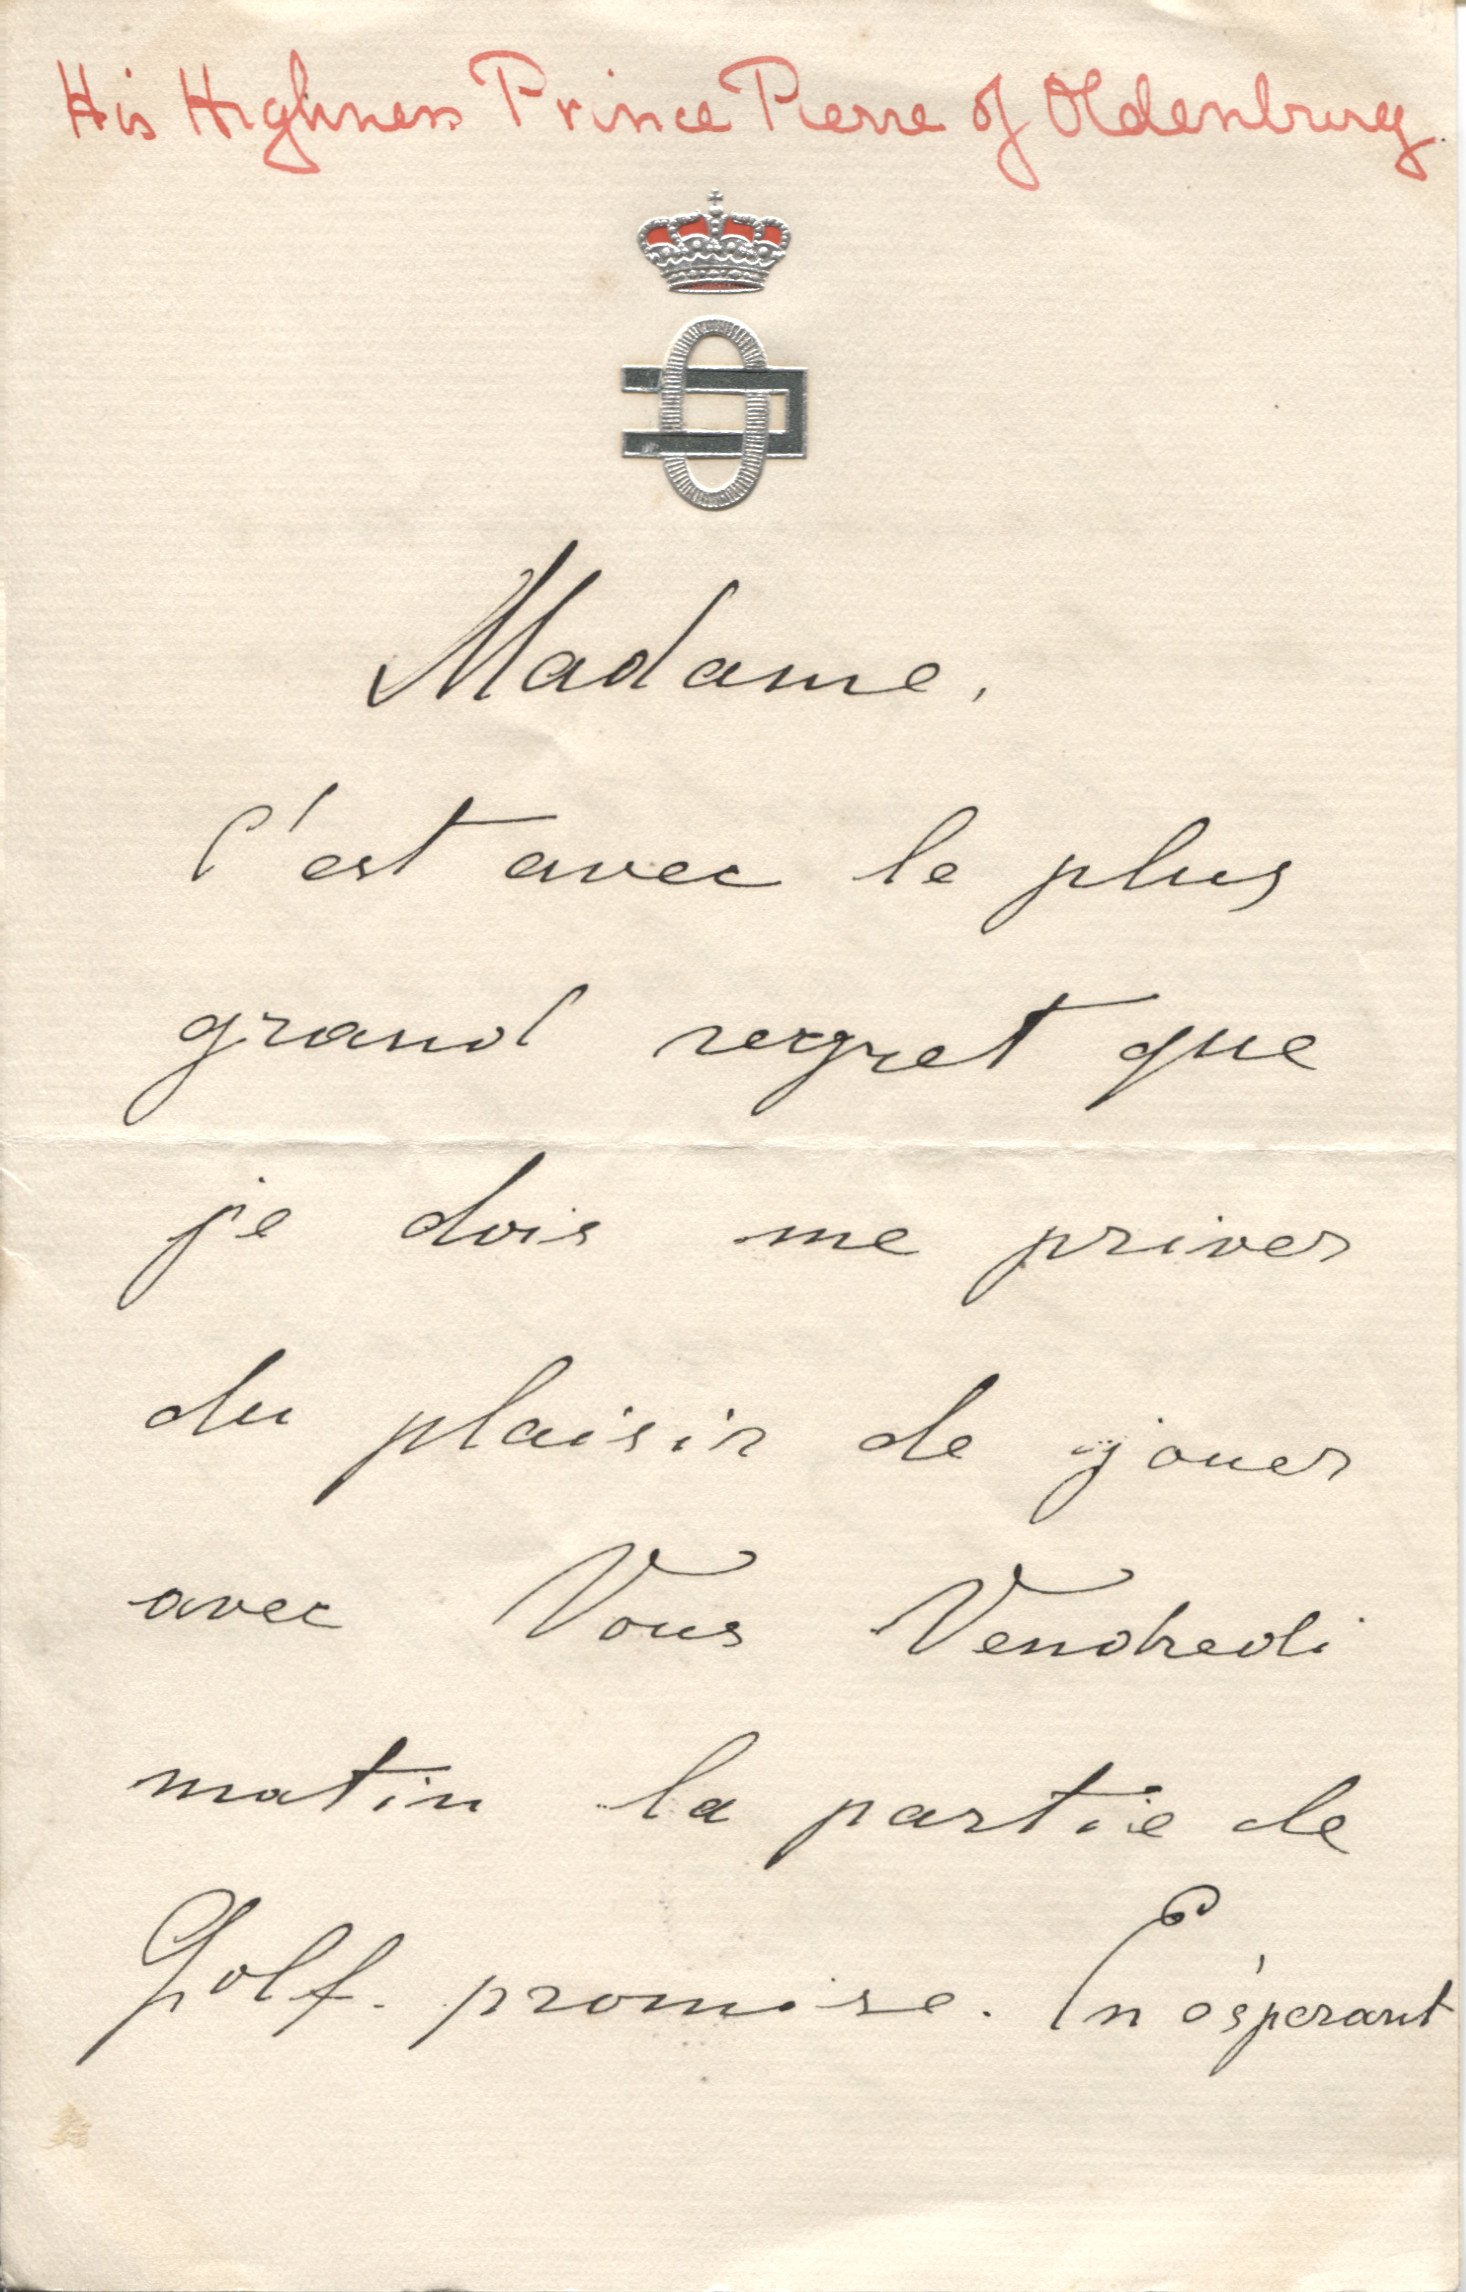 His Highness Prince Pierre of Oldenburg.
Madame,
C'est avec le plus
grand regret que
je dois me priver
du plaisir de jouer
avec Vous Vendredi
matin la partie de
Golf promise. En ésperant